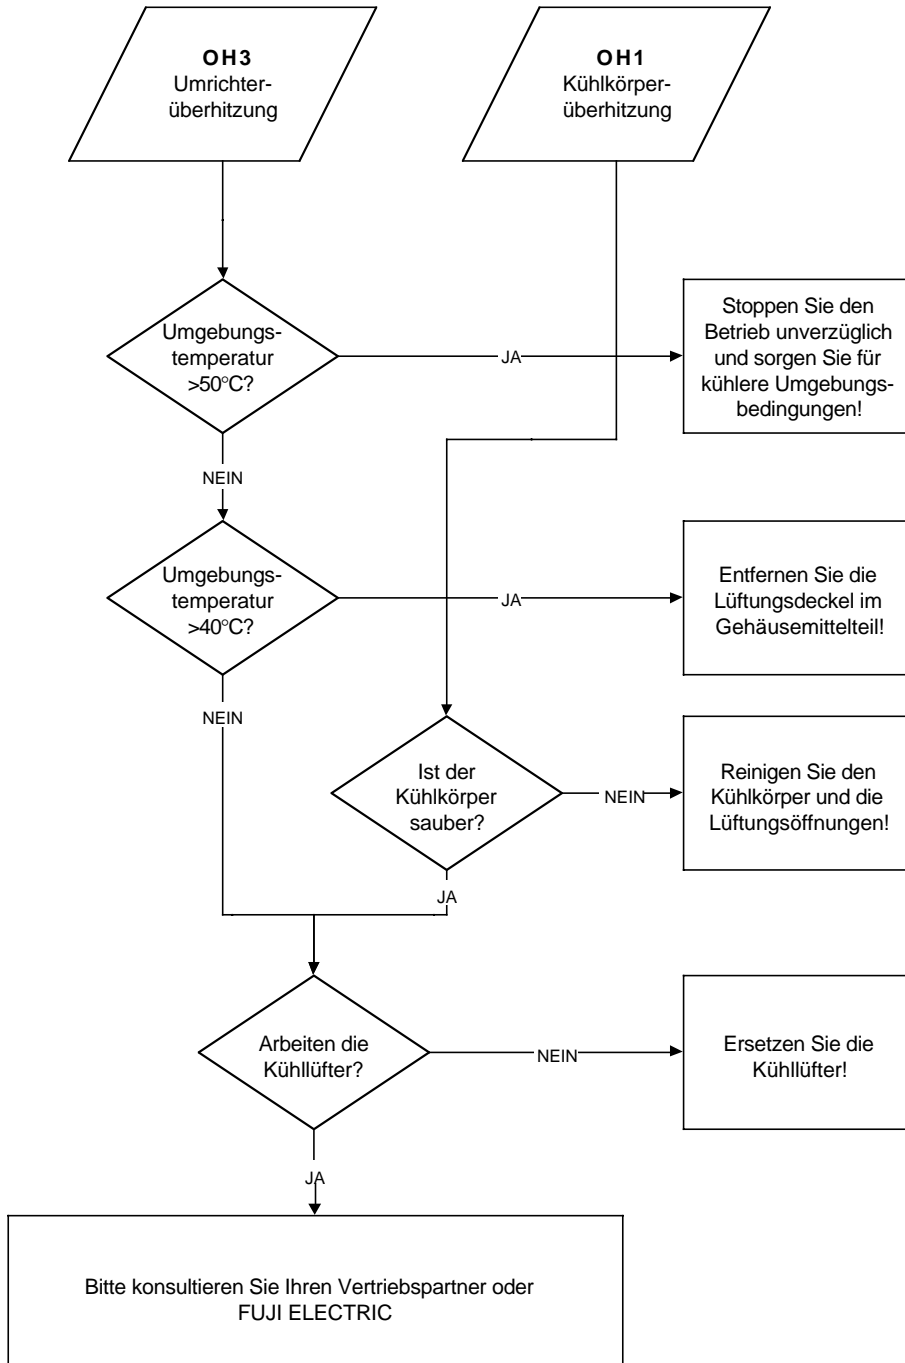 OH3
Umrichter-
überhitzung
OH1
Kühlkörper-
überhitzung
Umgebungs-
temperatur
>50°C?
JA
Stoppen Sie den
Betrieb unverzüglich
und sorgen Sie für
kühlere Umgebungs-
bedingungen!
NEIN
Umgebungs-
temperatur
>40°C?
JA
Entfernen Sie die
Lüftungsdeckel im
Gehäusemittelteil!
NEIN
Ist der
Kühlkörper
sauber?
NEIN
Reinigen Sie den
Kühlkörper und die
Lüftungsöffnungen!
JA
Arbeiten die
Kühllüfter?
NEIN
Ersetzen Sie die
Kühllüfter!
JA
Bitte konsultieren Sie Ihren Vertriebspartner oder
FUJI ELECTRIC